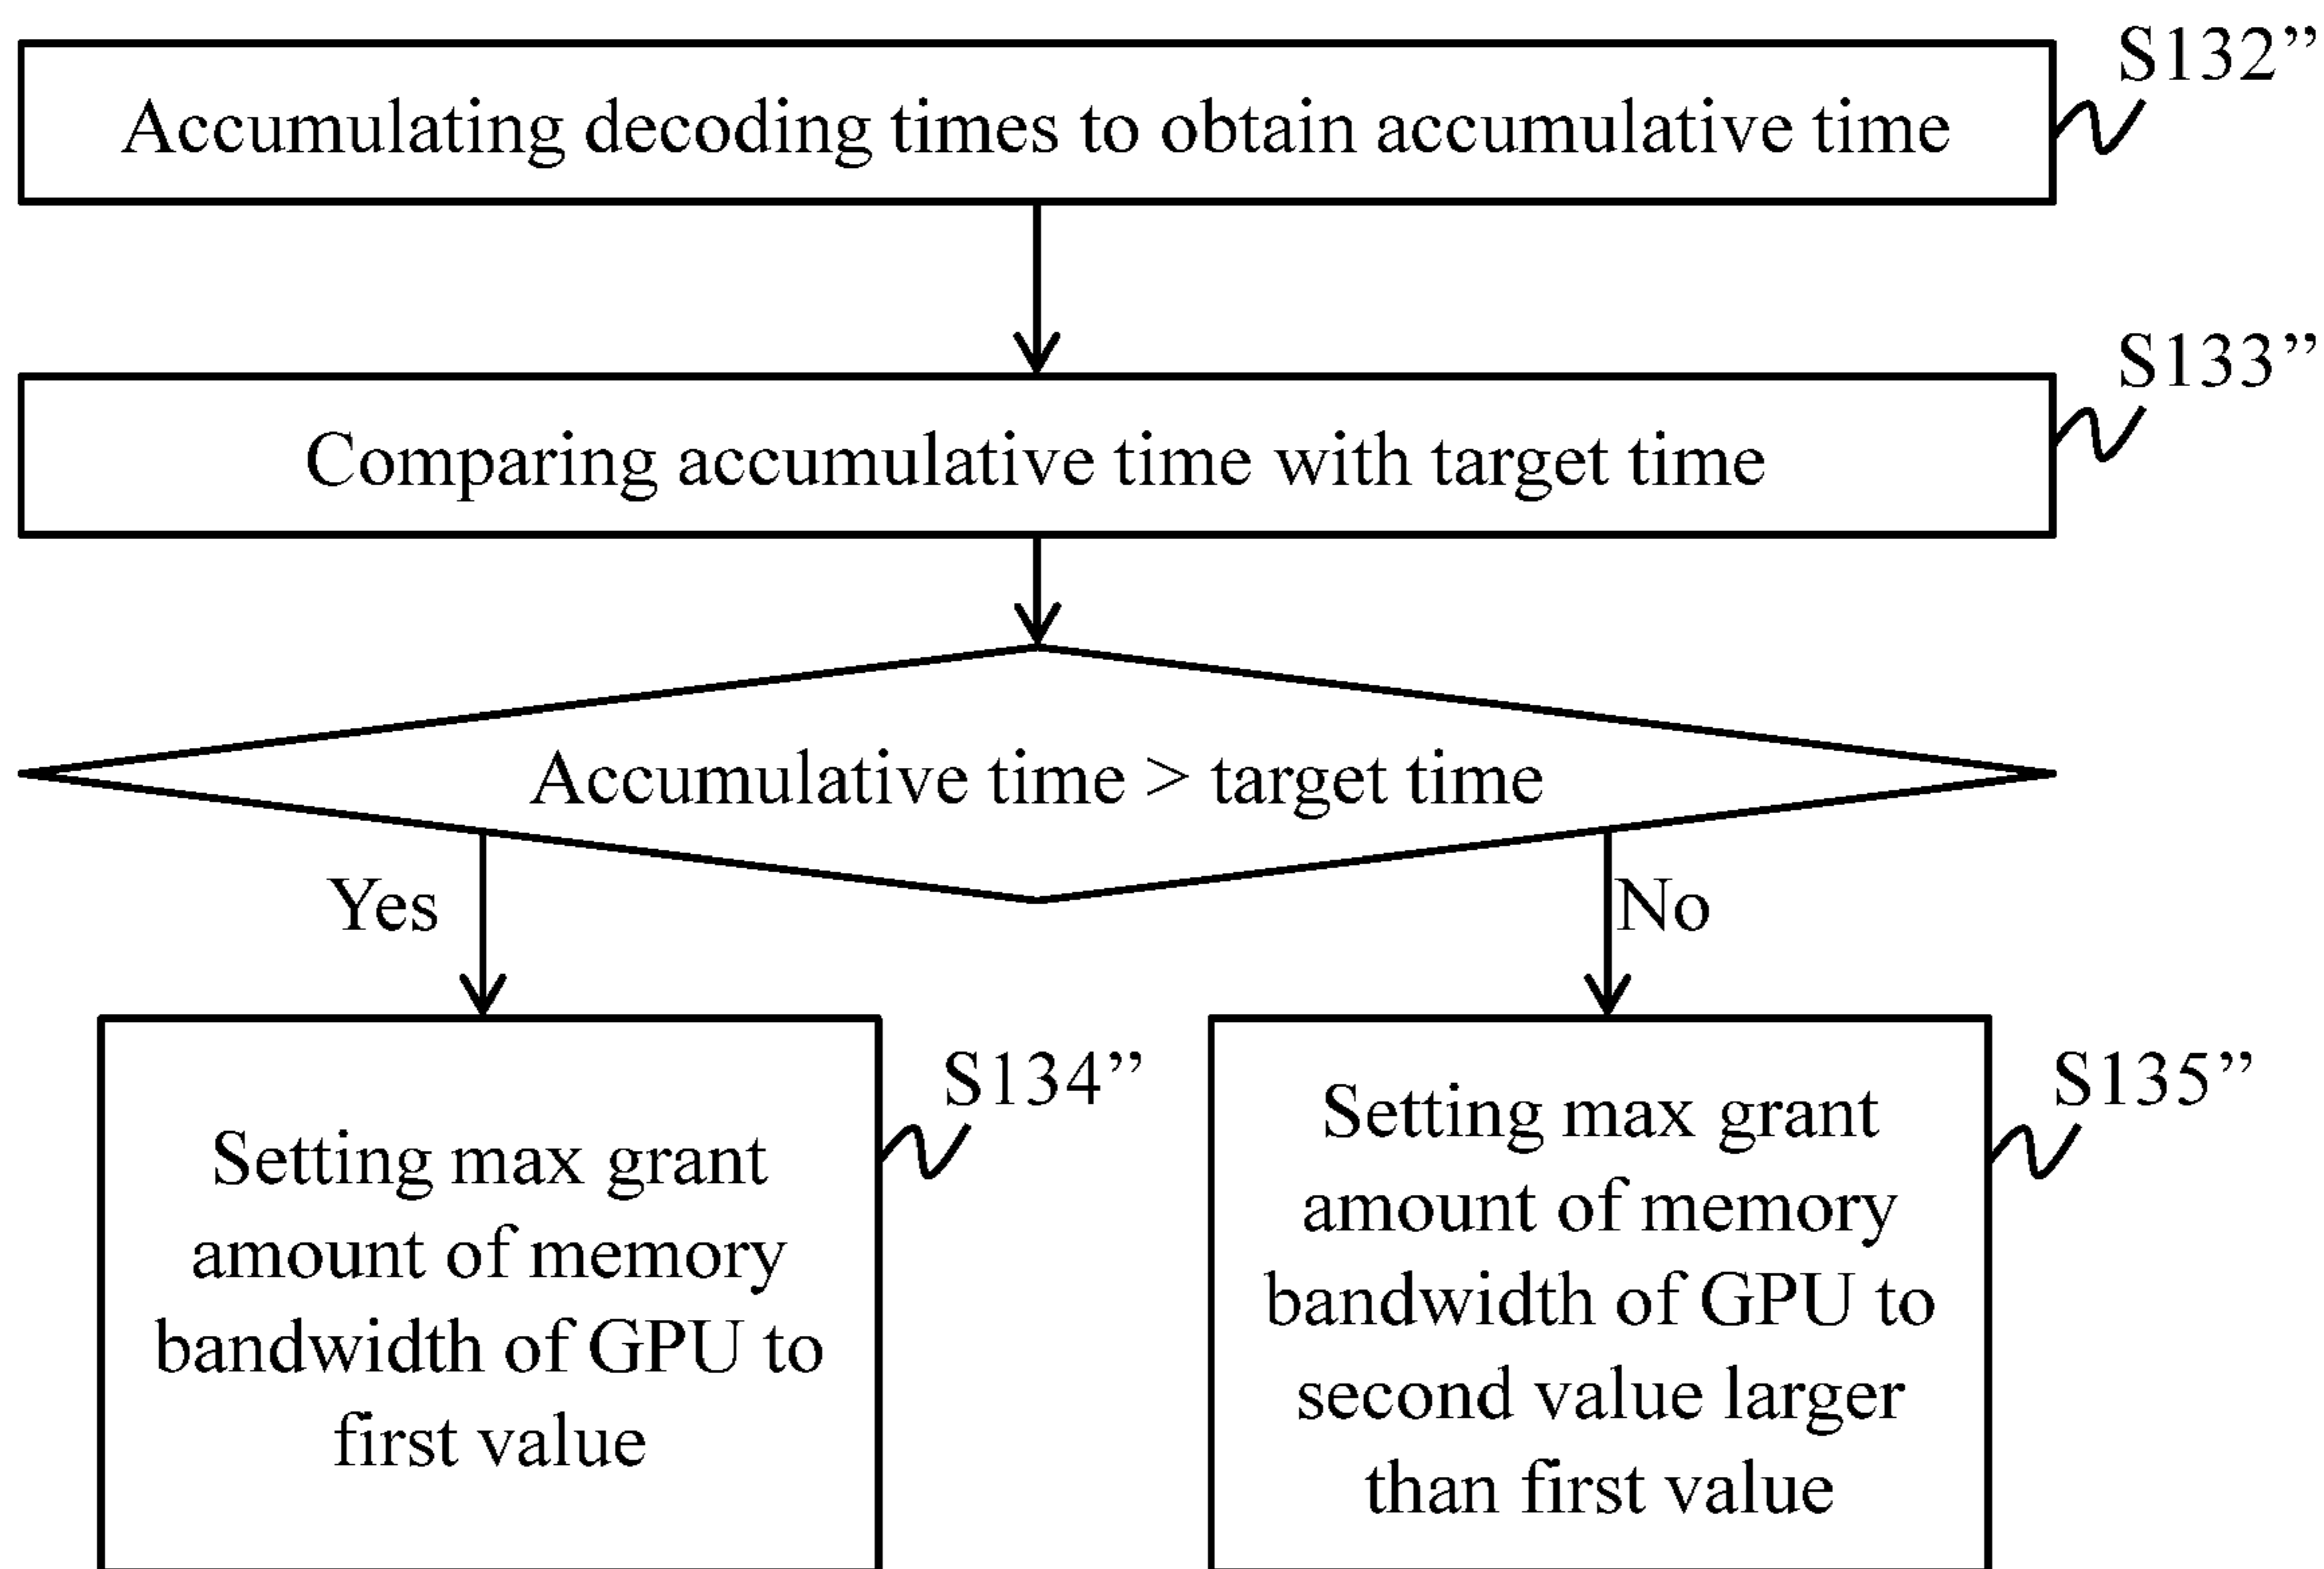 S132”
Accumulating decoding times to obtain accumulative time
S133”
Comparing accumulative time with target time
Accumulative time > target time
Yes
No
S134”
Setting max grant
amount of memory
bandwidth of GPU to
first value
S135”
Setting max grant
amount of memory
bandwidth of GPU to
second value larger
than first value